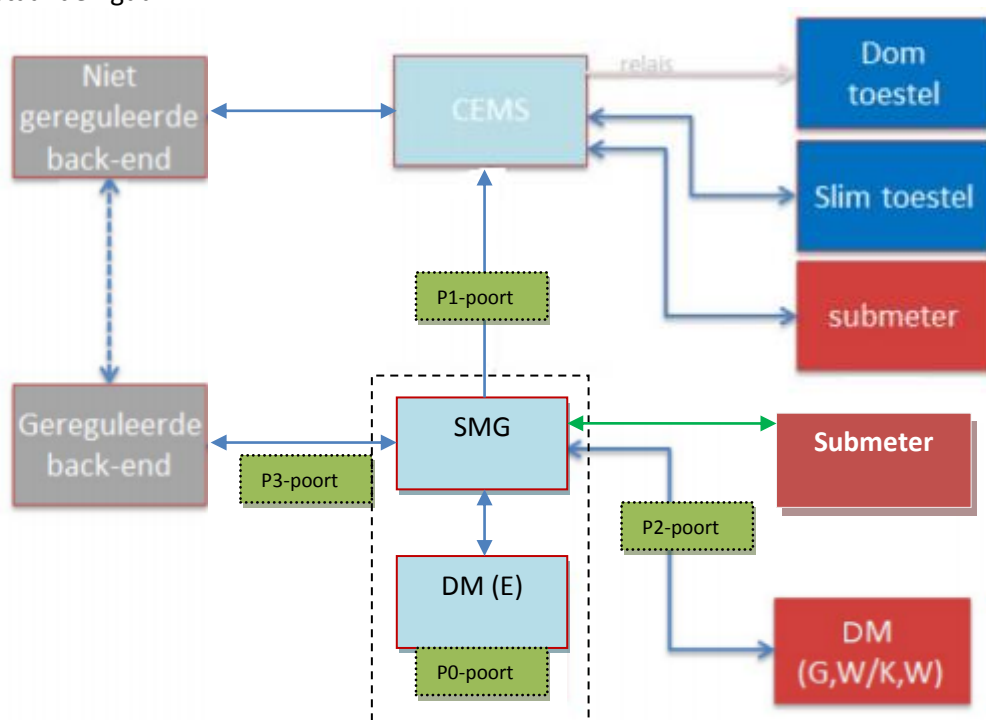 Niet
gereguleerde
back-end
CEMS
relais
Dom
toestel
Slim toestel
submeter
P1-poort
Gereguleerde
back-end
P3-poort
SMG
Submeter
P2-poort
DM (E)
P0-poort
DM
(G,W/K,W)